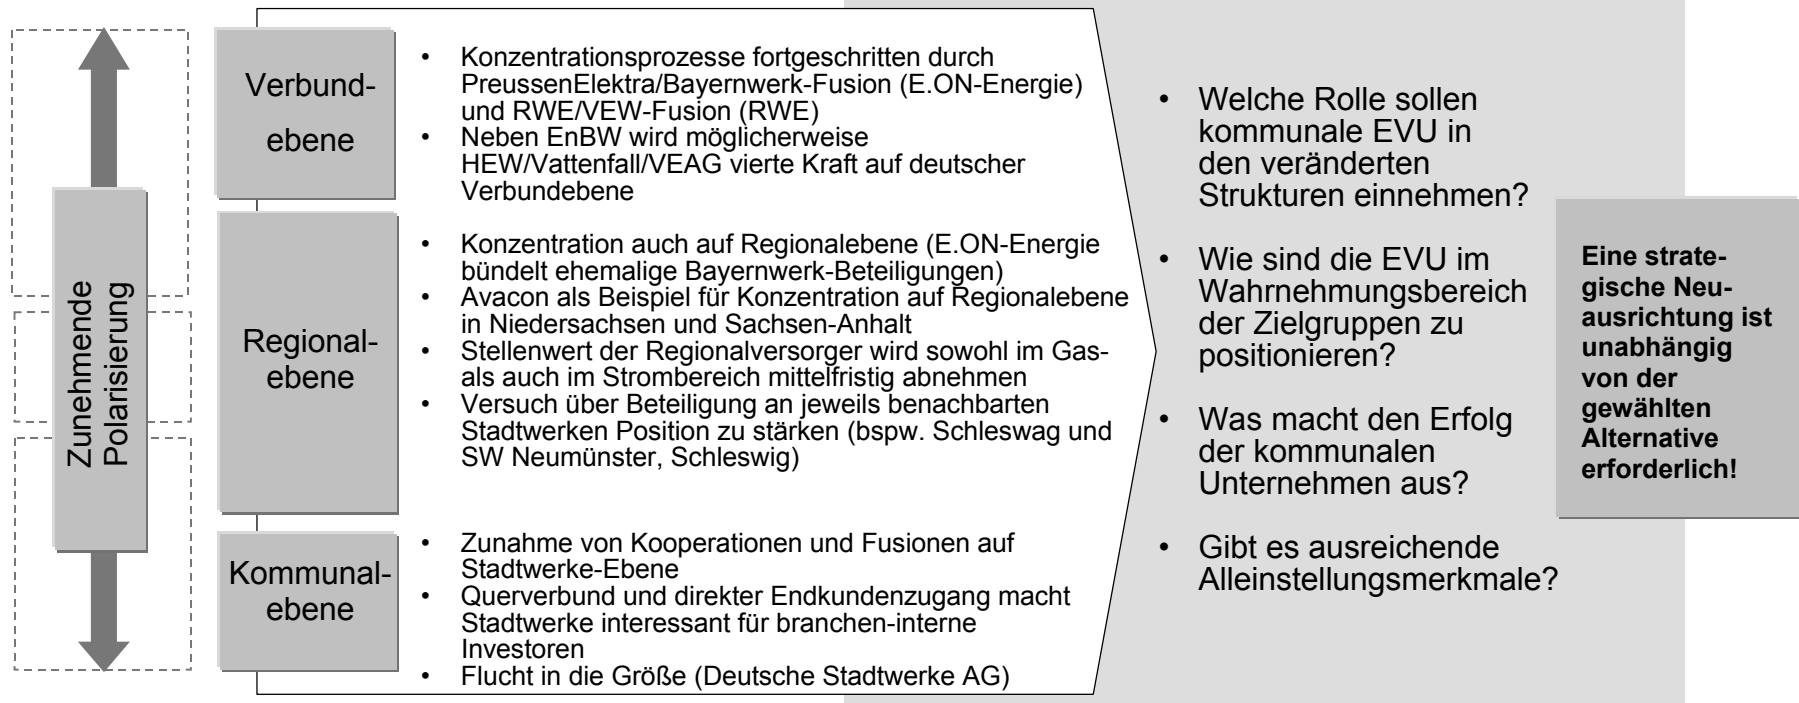 Zunehmende
Polarisierung
Verbund-
ebene
• Konzentrationsprozesse fortgeschritten durch
PreussenElektra/Bayernwerk-Fusion (E.ON-Energie)
und RWE/VEW-Fusion (RWE)
• Neben EnBW wird möglicherweise
HEW/Vattenfall/VEAG vierte Kraft auf deutscher
Verbundebene
Regional-
ebene
• Konzentration auch auf Regionalebene (E.ON-Energie
bündelt ehemalige Bayernwerk-Beteiligungen)
• Avacon als Beispiel für Konzentration auf Regionalebene
in Niedersachsen und Sachsen-Anhalt
• Stellenwert der Regionalversorger wird sowohl im Gas-
als auch im Strombereich mittelfristig abnehmen
• Versuch über Beteiligung an jeweils benachbarten
Stadtwerken Position zu stärken (bspw. Schleswag und
SW Neumünster, Schleswig)
Kommunal-
ebene
• Zunahme von Kooperationen und Fusionen auf
Stadtwerke-Ebene
• Querverbund und direkter Endkundenzugang macht
Stadtwerke interessant für branchen-interne
Investoren
• Flucht in die Größe (Deutsche Stadtwerke AG)
• Welche Rolle sollen
kommunale EVU in
den veränderten
Strukturen einnehmen?
• Wie sind die EVU im
Wahrnehmungsbereich
der Zielgruppen zu
positionieren?
• Was macht den Erfolg
der kommunalen
Unternehmen aus?
• Gibt es ausreichende
Alleinstellungsmerkmale?
Eine strate-
gische Neu-
ausrichtung ist
unabhängig
von der
gewählten
Alternative
erforderlich!